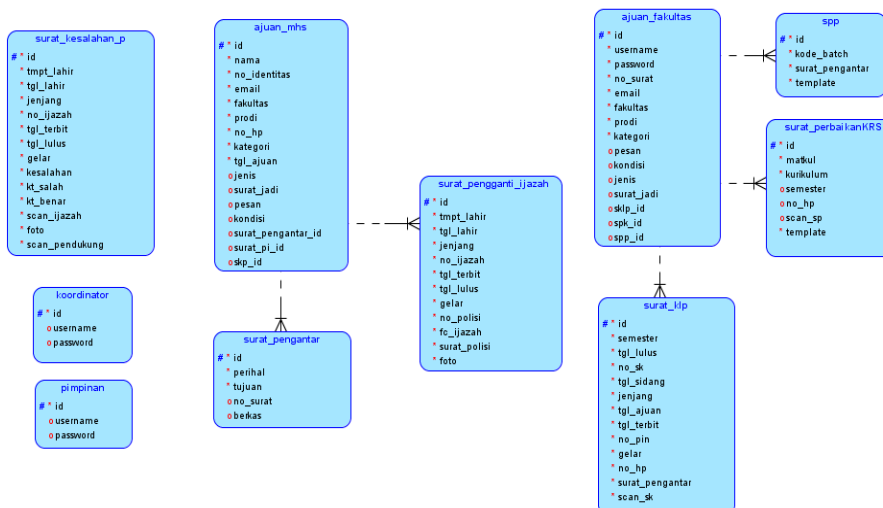 surat_kesalahan_p
# * id
* tmpt_lahir
* tgl_lahir
* jenjang
* no_ijazah
* tgl_terbit
* tgl_lulus
* gelar
* kesalahan
* kt_salah
* kt_benar
* scan_ijazah
* foto
* scan_pendukung
koordinator
# * id
o username
o password
pimpinan
# * id
o username
o password
ajuan_mhs
# * id
* nama
* no_identitas
* email
* fakultas
* prodi
* no_hp
* kategori
* tgl_ajuan
o jenis
o surat_jadi
o pesan
o kondisi
o surat_pengantar_id
o surat_pi_id
o skp_id
surat_pengantar
# * id
* perihal
* tujuan
o no_surat
o berkas
surat_pengganti_ijazah
# * id
* tmpt_lahir
* tgl_lahir
* jenjang
* no_ijazah
* tgl_terbit
* tgl_lulus
* gelar
* no_polisi
* fc_ijazah
* surat_polisi
* foto
ajuan_fakultas
# * id
* username
* password
* no_surat
* email
* fakultas
* prodi
* kategori
o pesan
o kondisi
o jenis
o surat_jadi
o sklp_id
o spk_id
o spp_id
surat_klp
# * id
* semester
* tgl_lulus
* no_sk
* tgl_sidang
* jenjang
* tgl_ajuan
* tgl_terbit
* no_pin
* gelar
* no_hp
* surat_pengantar
* scan_sk
spp
# * id
* kode_batch
* surat_pengantar
* template
surat_perbaikanKRS
# * id
* matkul
* kurikulum
o semester
o no_hp
o scan_sp
* template